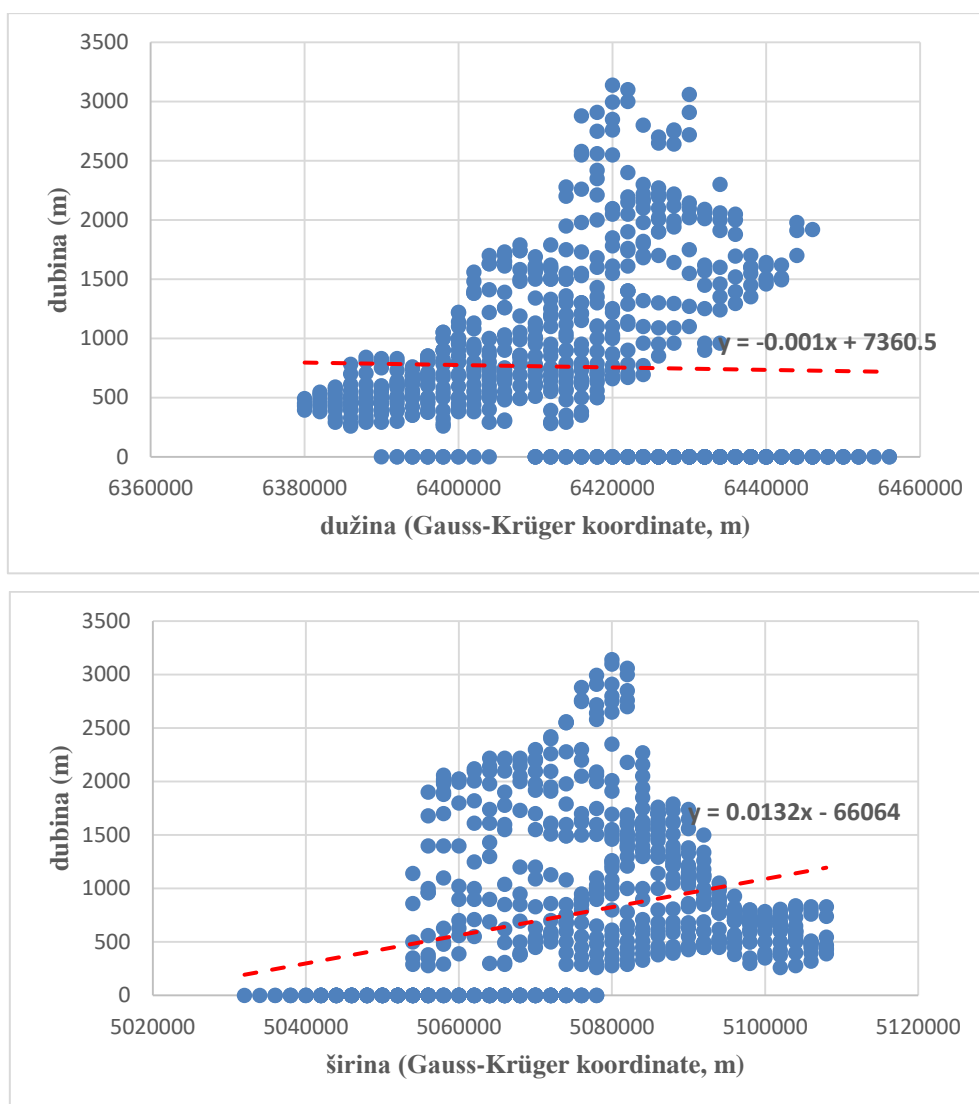 3500
3000
2500
2000
1500
1000
500
0
dubina (m)
y = -0.001x + 7360.5
6360000 6380000 6400000 6420000 6440000 6460000
dužina (Gauss-Krüger koordinate, m)
3500
3000
2500
2000
1500
1000
500
0
dubina (m)
y = 0.0132x - 66064
5020000 5040000 5060000 5080000 5100000 5120000
širina (Gauss-Krüger koordinate, m)